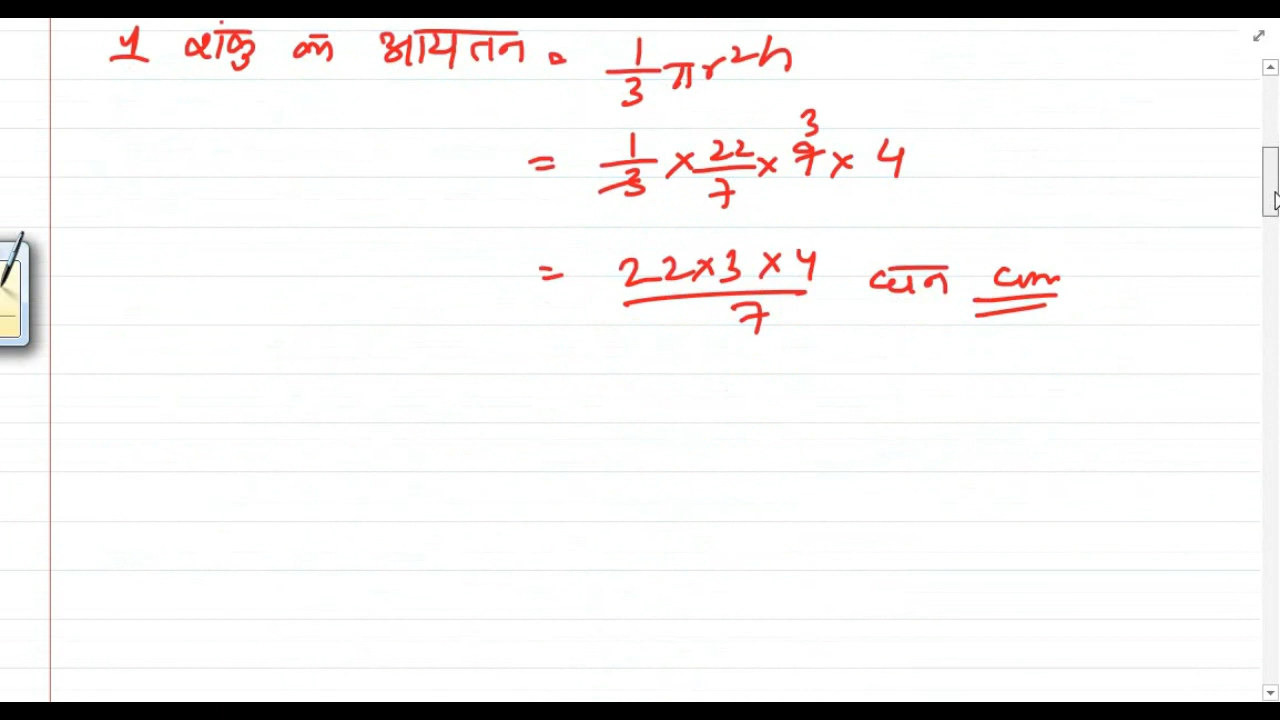 1 शंकु का आयतन = 1/3 πr²h
= 1/3 × 22/7 × 9 3 × 4
= 22×3×4/7 घन cm